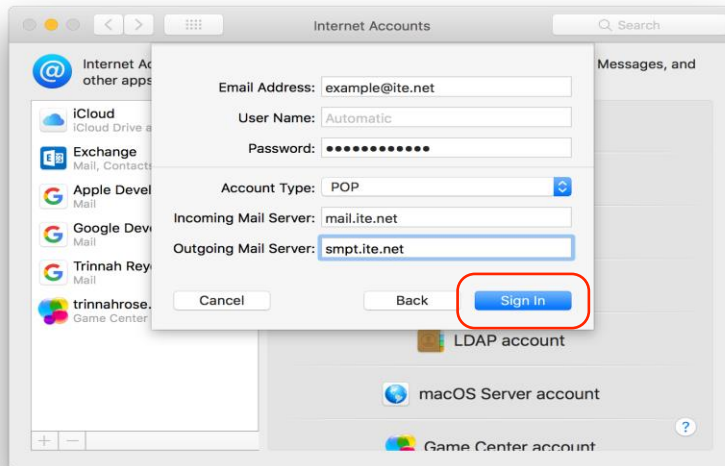 Internet Accounts
Search
Internet Ac
other apps
Messages, and
iCloud
iCloud Drive a
Exchange
Mail, Contacts
Apple Devel
Mail
Google Deve
Mail
Trinnah Rey
Mail
trinnahrose.
Game Center
Email Address: example@ite.net
User Name: Automatic
Password: ●●●●●●●●●●●●
Account Type: POP
Incoming Mail Server: mail.ite.net
Outgoing Mail Server: smpt.ite.net
Cancel Back Sign In
LDAP account
macOS Server account
Game Center account
?
+ −